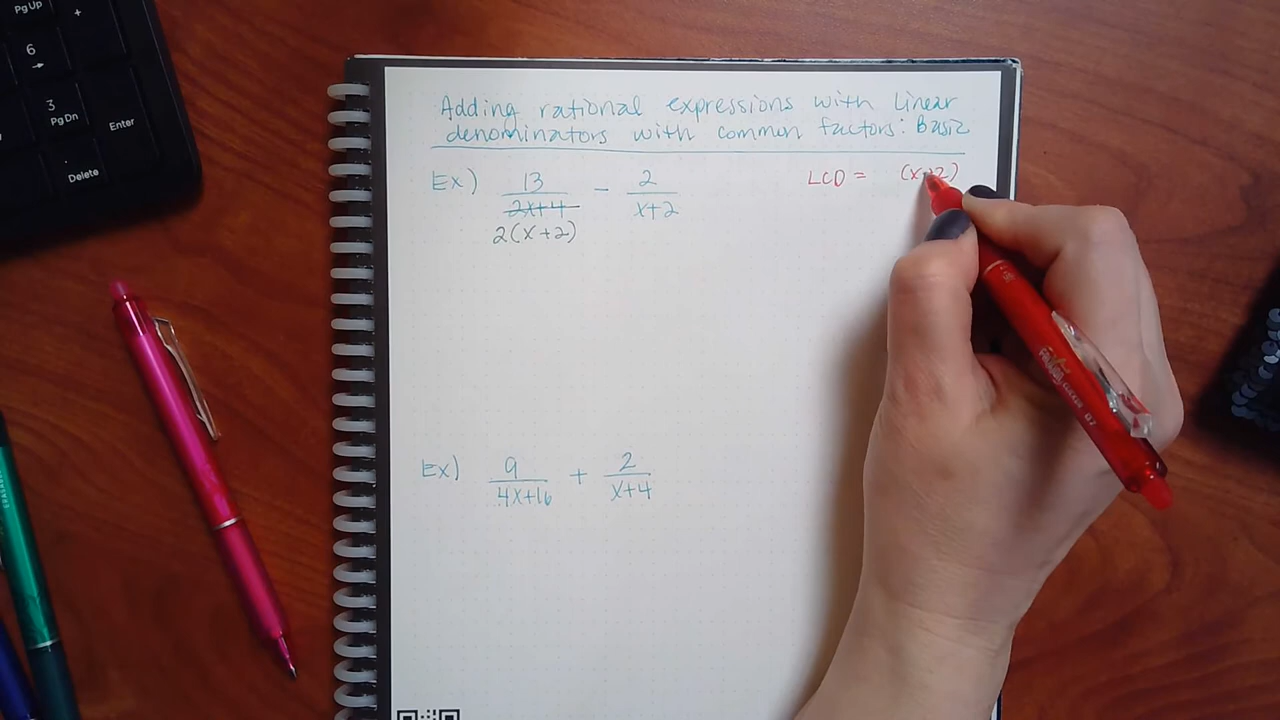 Adding rational expressions with linear
denominators with common factors: Basic
Ex) 13/2x+4 - 2/x+2
2(x+2)
LCD = (x+2)
Ex) 9/4x+16 + 2/x+4
PgUp
+
6
→
3
PgDn
Enter
.
Delete